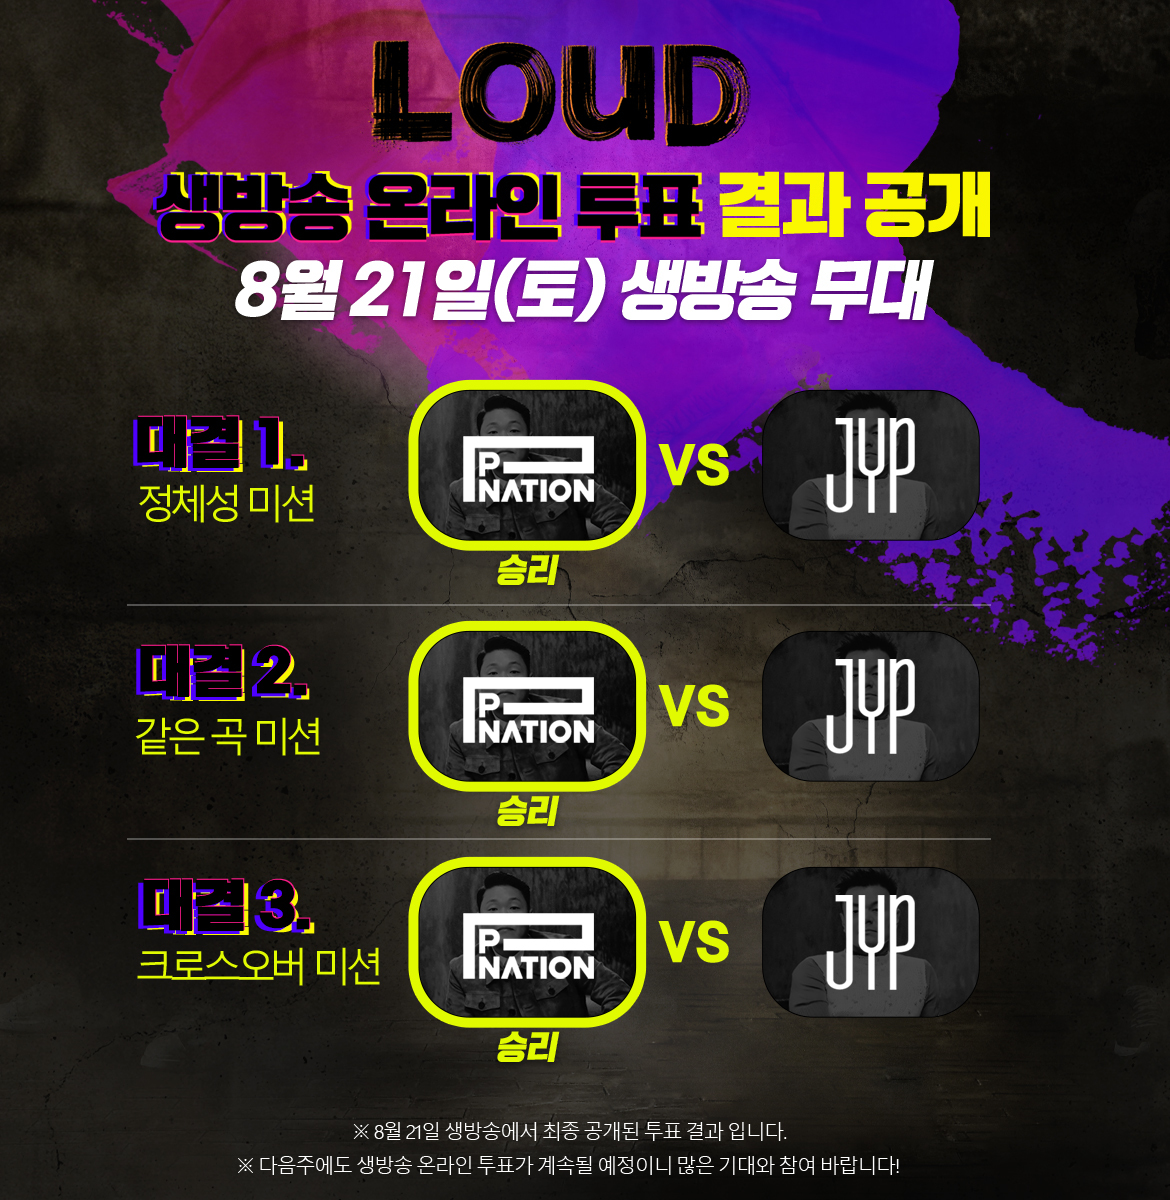 LOUD
생방송 온라인 투표 결과 공개
8월 21일(토) 생방송 무대
대결 1.
정체성 미션
P NATION
VS
JYP
승리
대결 2.
같은 곡 미션
P NATION
VS
JYP
승리
대결 3.
크로스오버 미션
P NATION
VS
JYP
승리
※ 8월 21일 생방송에서 최종 공개된 투표 결과 입니다.
※ 다음주에도 생방송 온라인 투표가 계속될 예정이니 많은 기대와 참여 바랍니다!